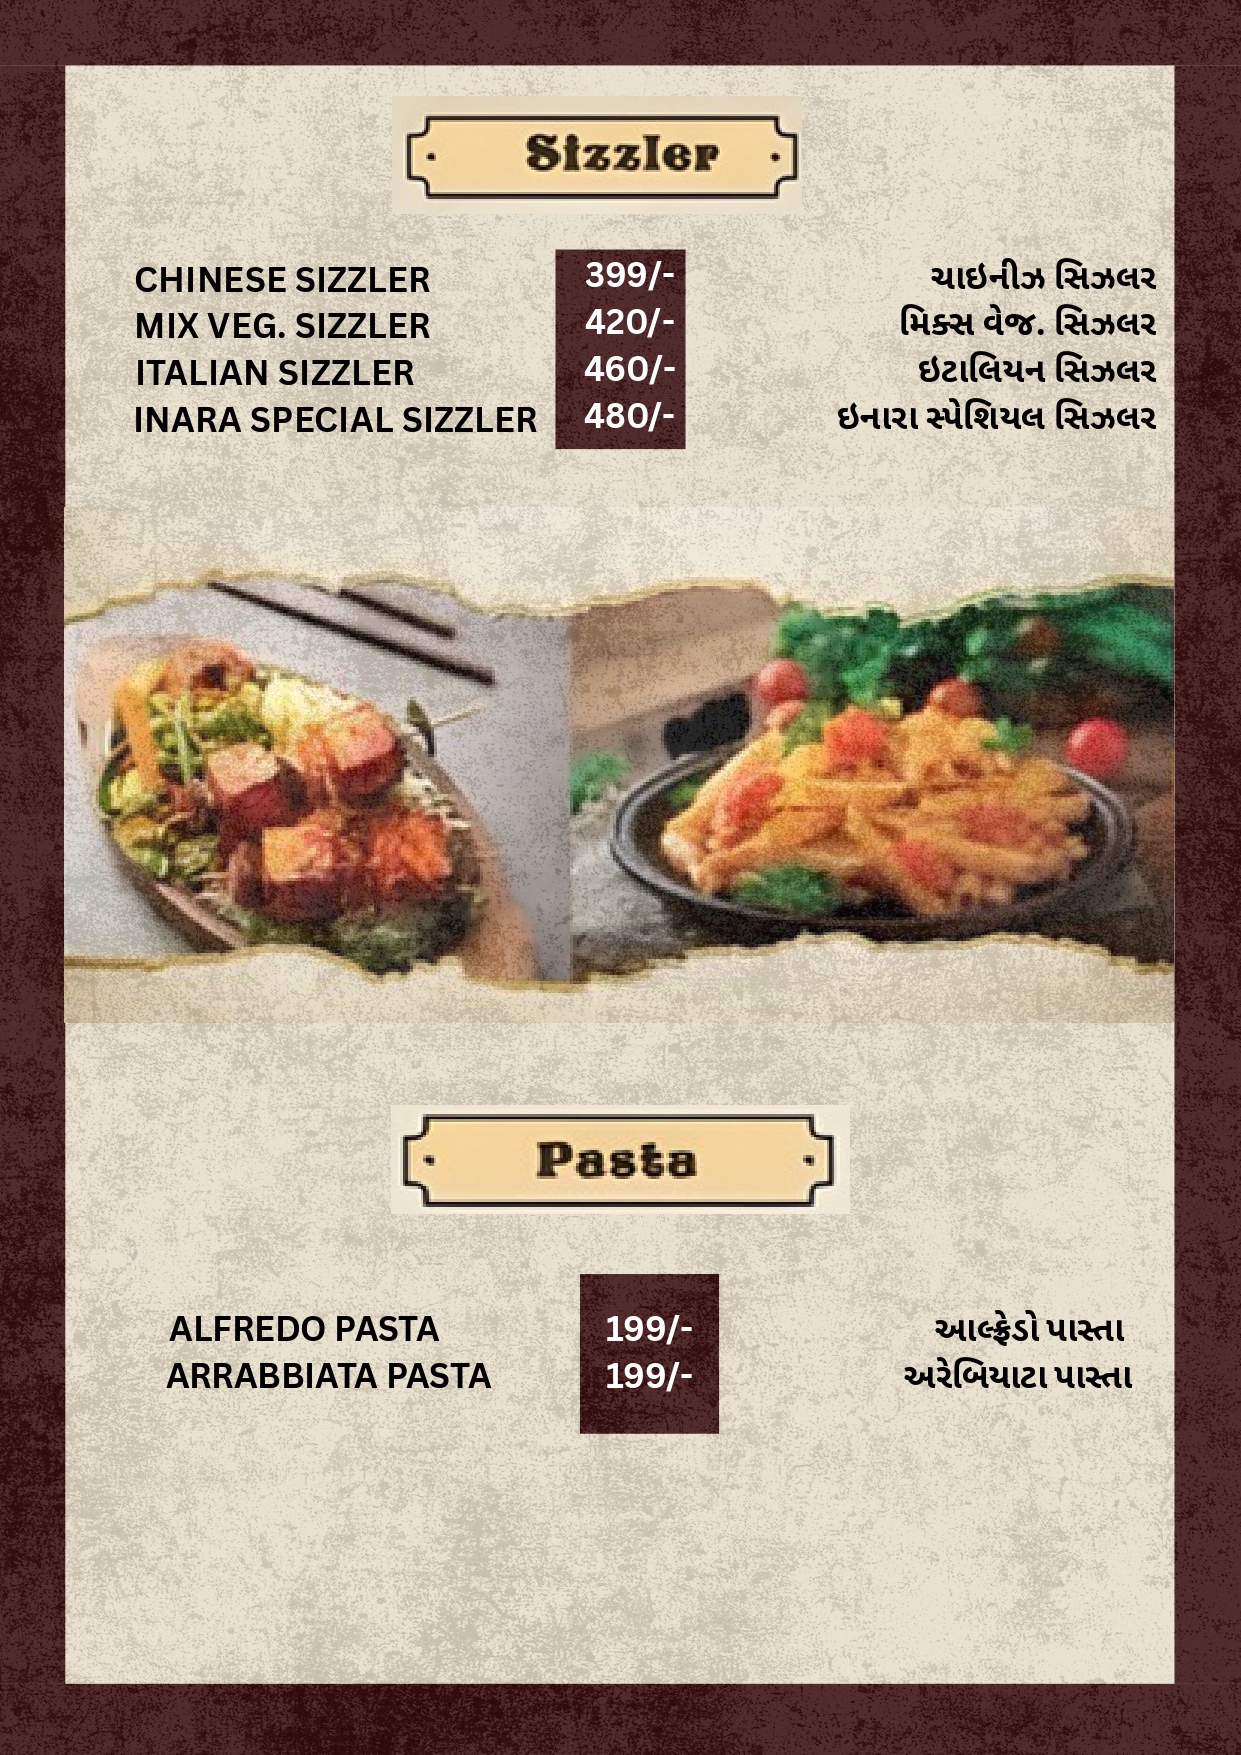 Sizzler
CHINESE SIZZLER 399/- ચાઇનીઝ સિઝલર
MIX VEG. SIZZLER 420/- મિક્સ વેજ. સિઝલર
ITALIAN SIZZLER 460/- ઇટાલિયન સિઝલર
INARA SPECIAL SIZZLER 480/- ઇનારા સ્પેશિયલ સિઝલર
Pasta
ALFREDO PASTA 199/- આલ્ફ્રેડો પાસ્તા
ARRABBIATA PASTA 199/- અરેબિયાટા પાસ્તા